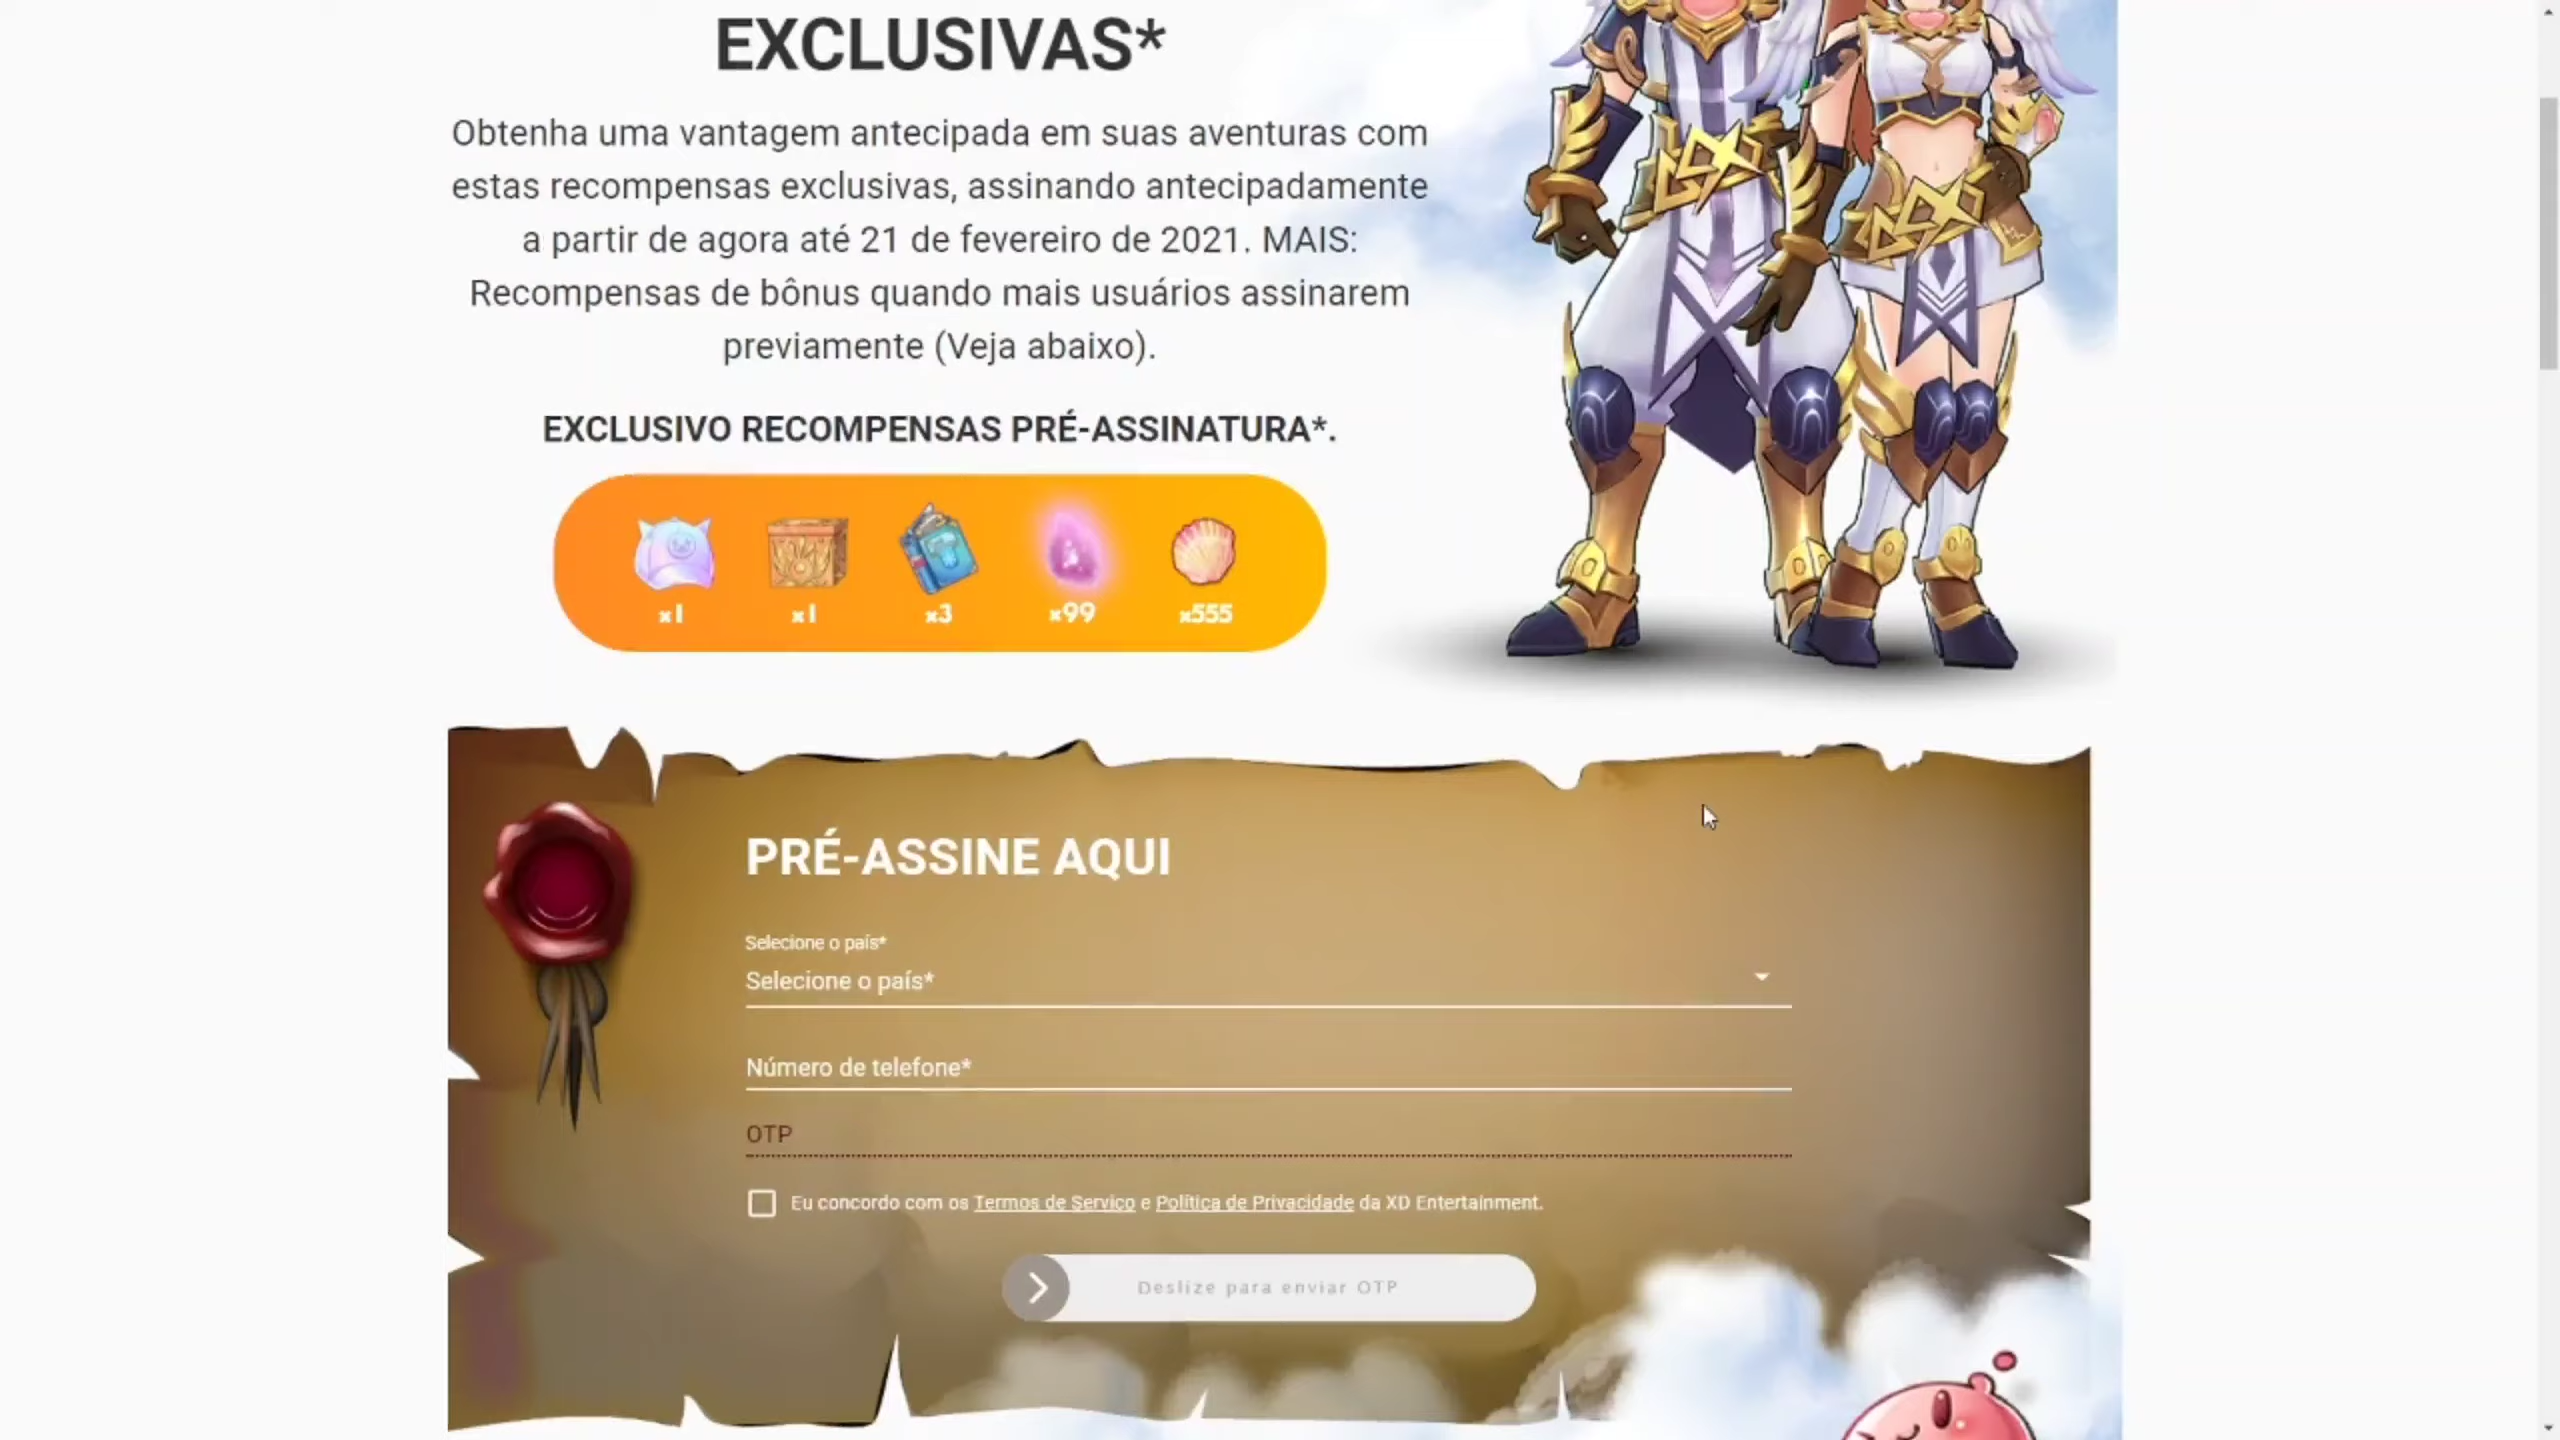 EXCLUSIVAS*
Obtenha uma vantagem antecipada em suas aventuras com
estas recompensas exclusivas, assinando antecipadamente
a partir de agora até 21 de fevereiro de 2021. MAIS:
Recompensas de bônus quando mais usuários assinarem
previamente (Veja abaixo).
EXCLUSIVO RECOMPENSAS PRÉ-ASSINATURA*.
x1 x1 x3 x99 x555
PRÉ-ASSINE AQUI
Selecione o país*
Selecione o país*
Número de telefone*
OTP
Eu concordo com os Termos de Serviço e Política de Privacidade da XD Entertainment.
Deslize para enviar OTP